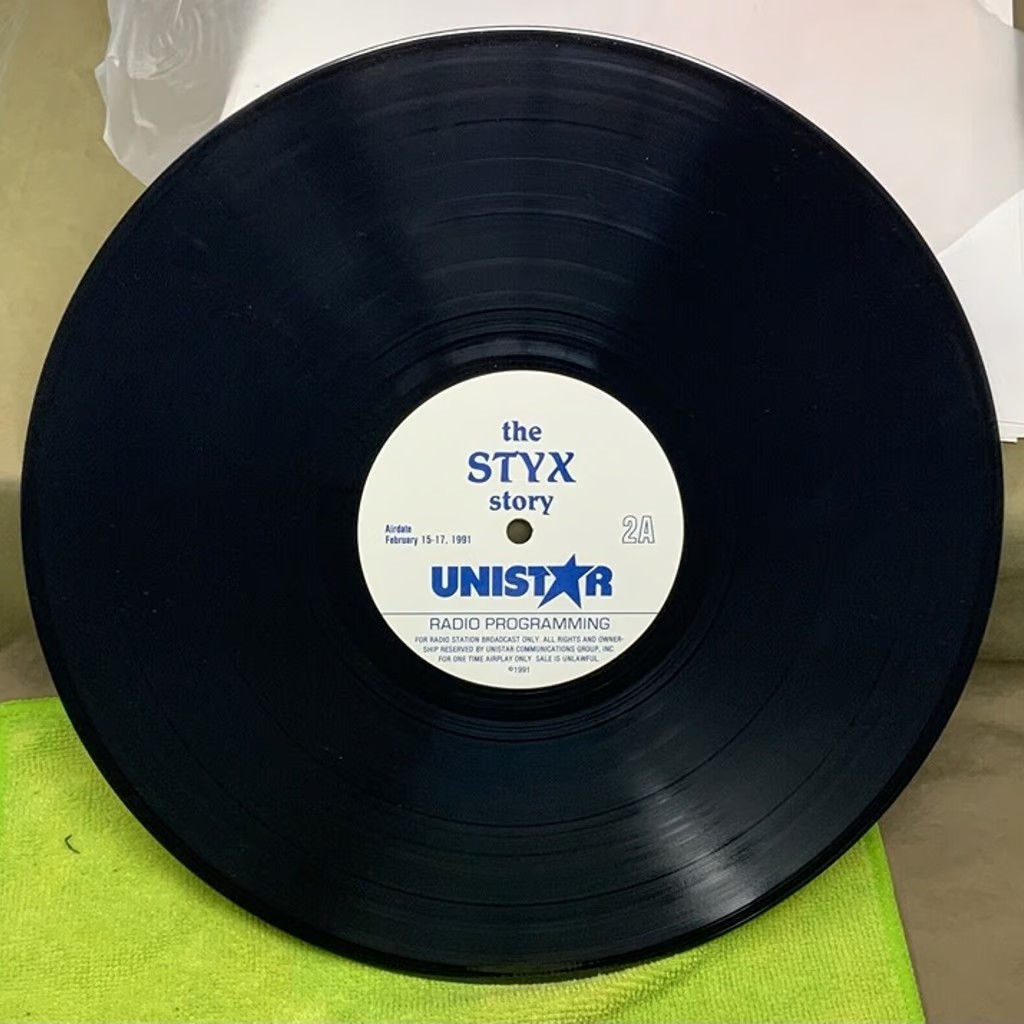 the
STYX
story
Airdate
February 15-17, 1991
2A
UNISTAR
RADIO PROGRAMMING
FOR RADIO STATION BROADCAST ONLY. ALL RIGHTS AND OWNER-
SHIP RESERVED BY UNISTAR COMMUNICATIONS GROUP, INC
FOR ONE TIME AIRPLAY ONLY. SALE IS UNLAWFUL.
©1991